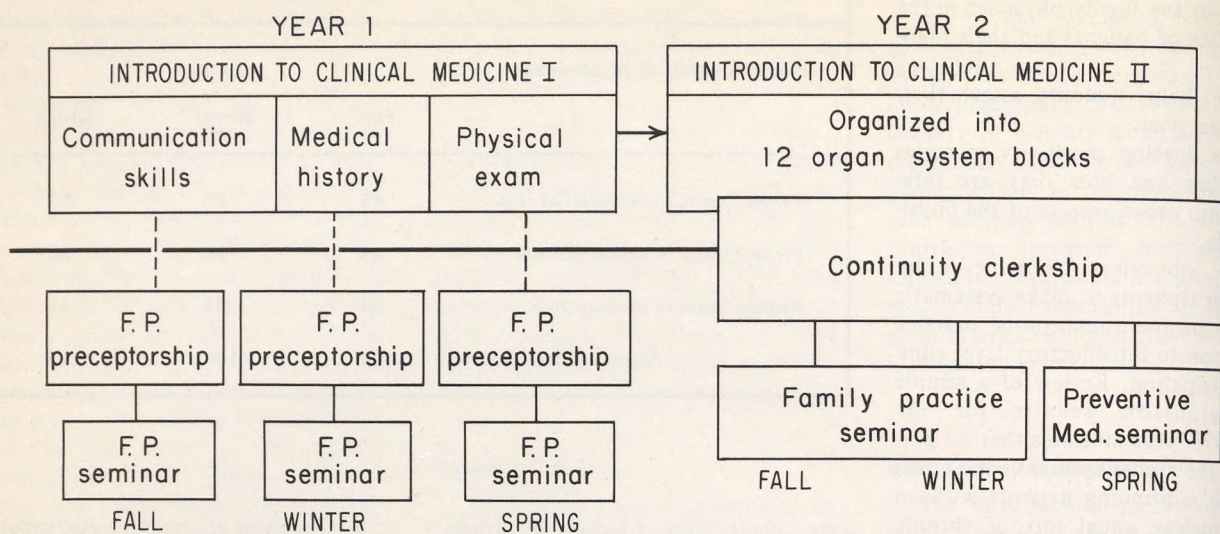 YEAR 1
INTRODUCTION TO CLINICAL MEDICINE I
Communication skills
Medical history
Physical exam
F. P.
preceptorship
F. P.
preceptorship
F. P.
preceptorship
F. P.
seminar
F. P.
seminar
F. P.
seminar
FALL
WINTER
SPRING
YEAR 2
INTRODUCTION TO CLINICAL MEDICINE II
Organized into
12 organ system blocks
Continuity clerkship
Family practice
seminar
Preventive
Med. seminar
FALL
WINTER
SPRING